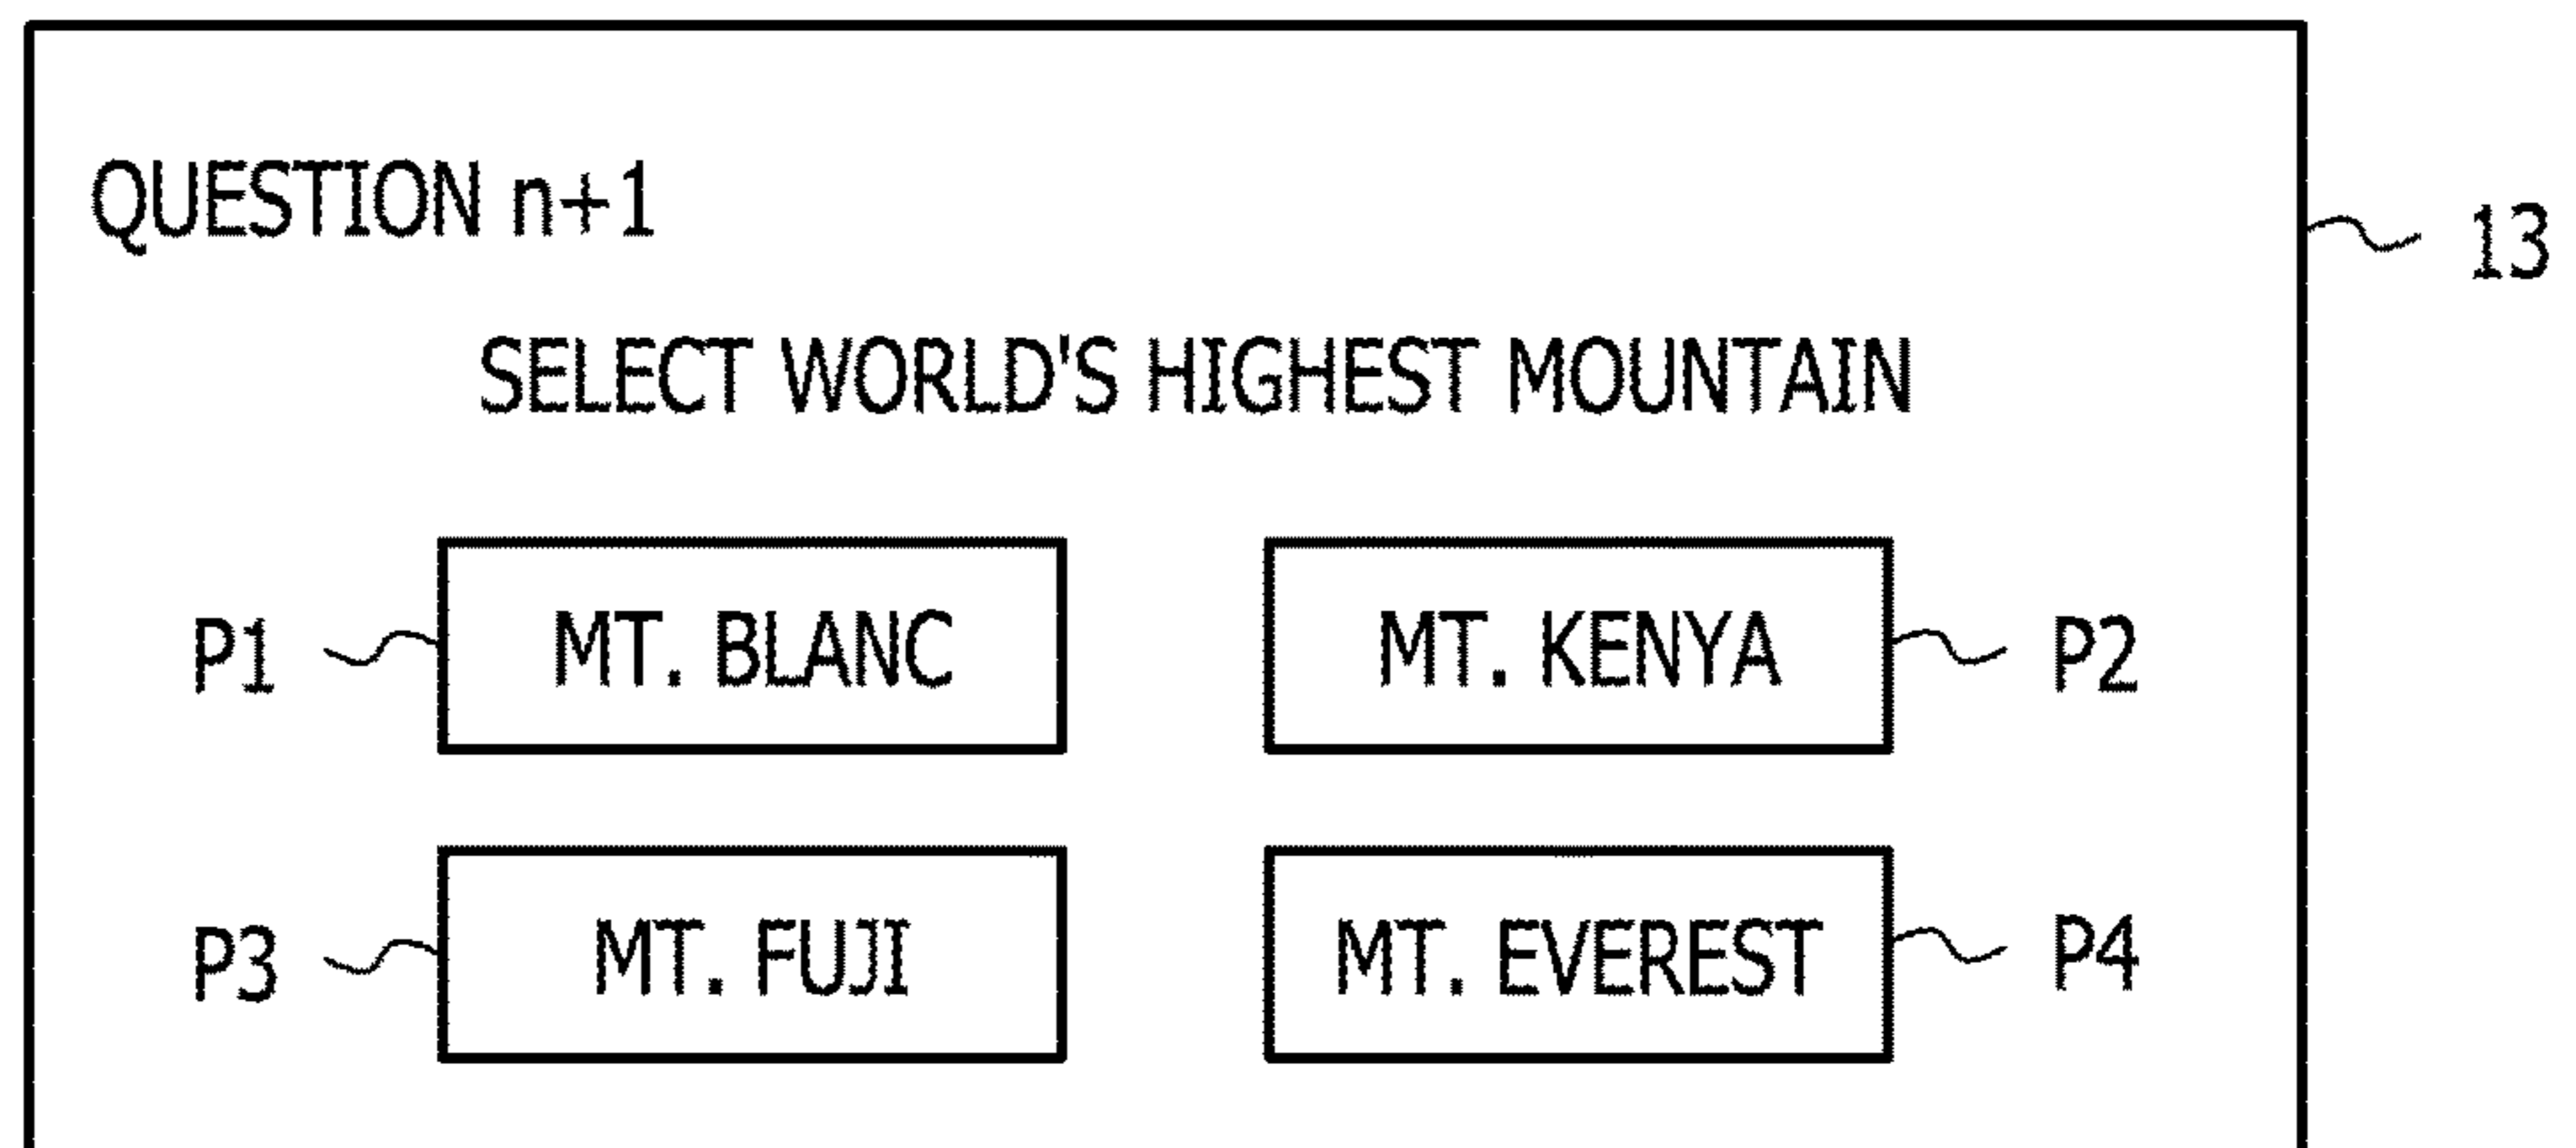 QUESTION n+1
13
SELECT WORLD'S HIGHEST MOUNTAIN
P1 MT. BLANC MT. KENYA P2
P3 MT. FUJI MT. EVEREST P4